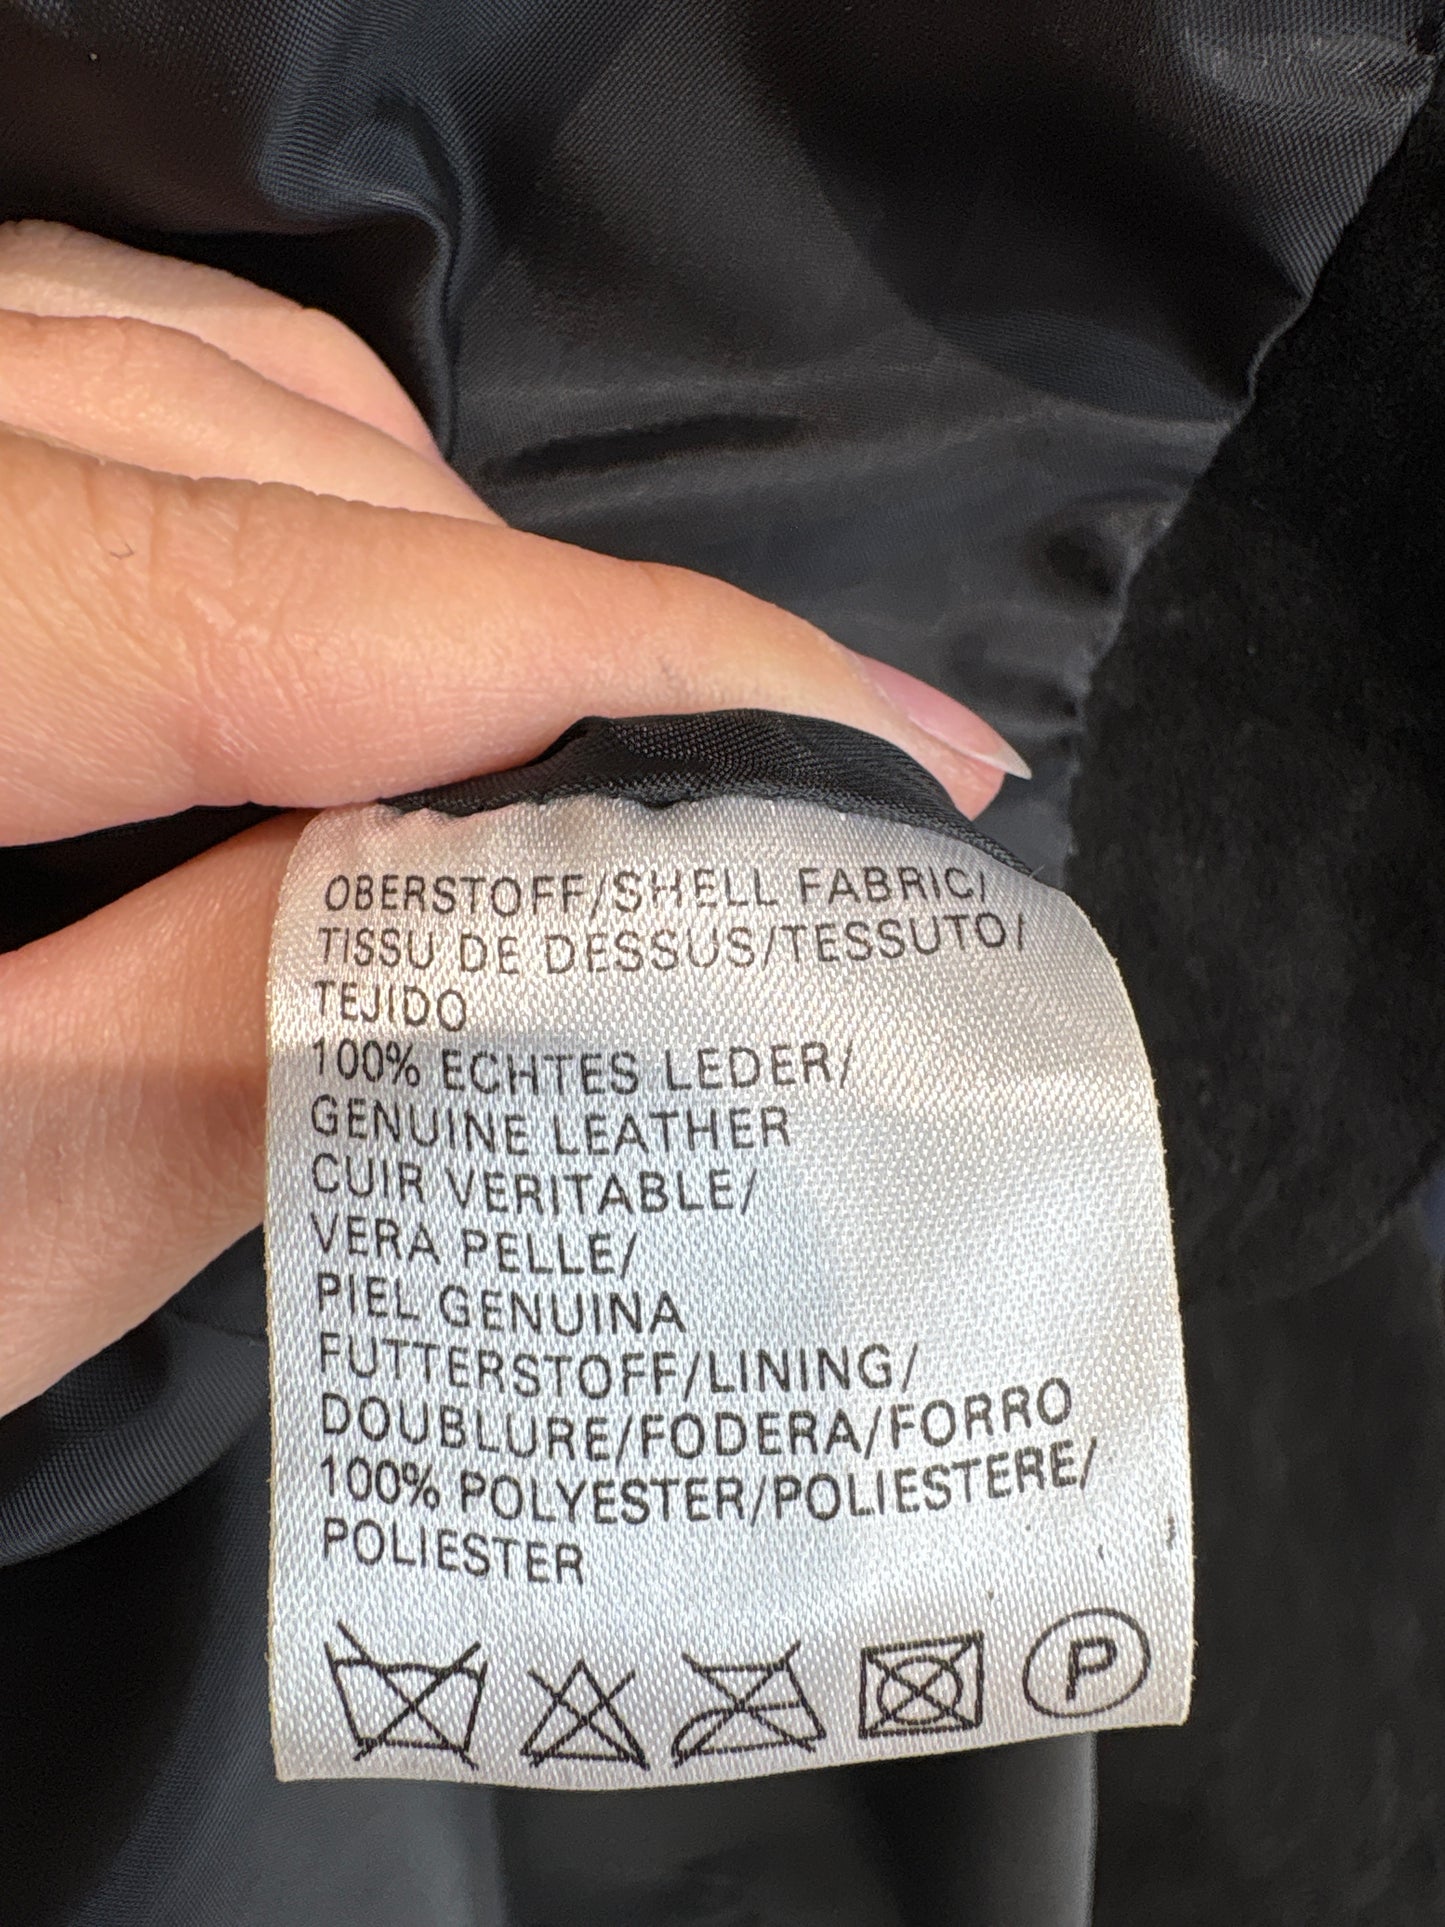 OBERSTOFF/SHELL FABRIC/
TISSU DE DESSUS/TESSUTO/
TEJIDO
100% ECHTES LEDER/
GENUINE LEATHER
CUIR VERITABLE/
VERA PELLE/
PIEL GENUINA
FUTTERSTOFF/LINING/
DOUBLURE/FODERA/FORRO
100% POLYESTER/POLIESTERE/
POLIESTER
P